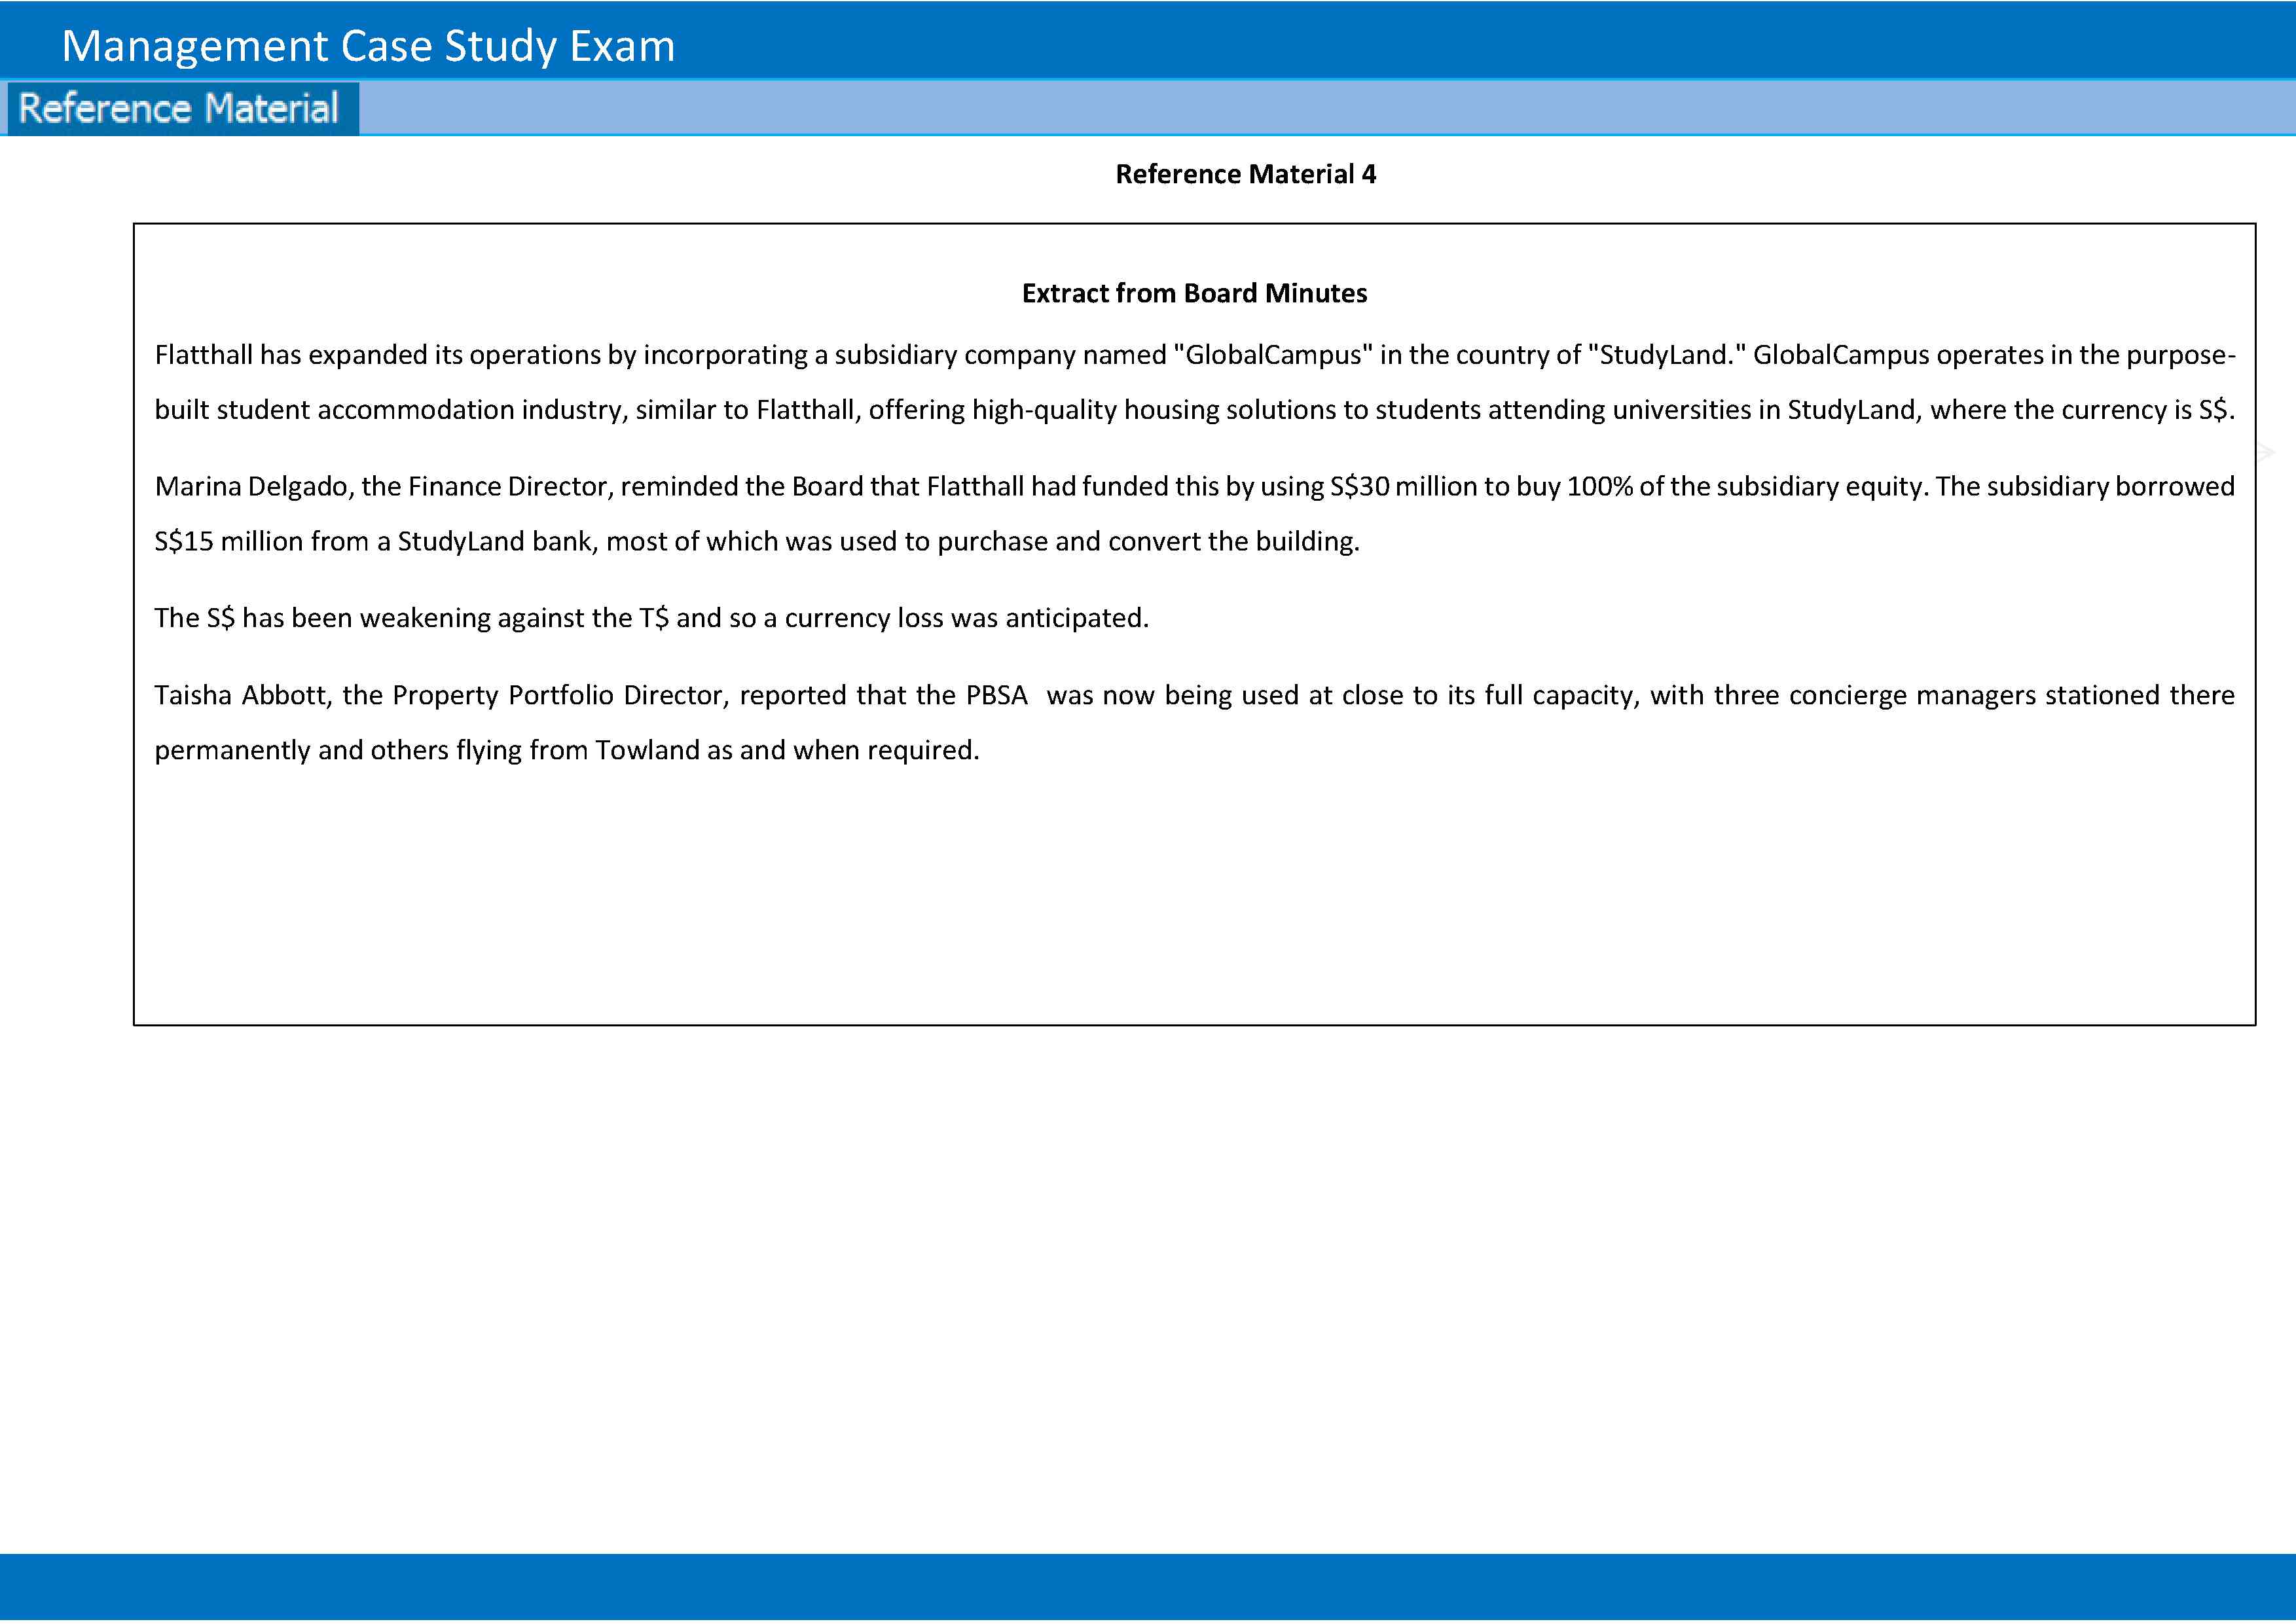 Management Case Study Exam
Reference Material
Reference Material 4
Extract from Board Minutes
Flatthall has expanded its operations by incorporating a subsidiary company named "GlobalCampus" in the country of "StudyLand." GlobalCampus operates in the purpose-
built student accommodation industry, similar to Flatthall, offering high-quality housing solutions to students attending universities in StudyLand, where the currency is S$.
Marina Delgado, the Finance Director, reminded the Board that Flatthall had funded this by using S$30 million to buy 100% of the subsidiary equity. The subsidiary borrowed
S$15 million from a StudyLand bank, most of which was used to purchase and convert the building.
The S$ has been weakening against the T$ and so a currency loss was anticipated.
Taisha Abbott, the Property Portfolio Director, reported that the PBSA was now being used at close to its full capacity, with three concierge managers stationed there
permanently and others flying from Towland as and when required.